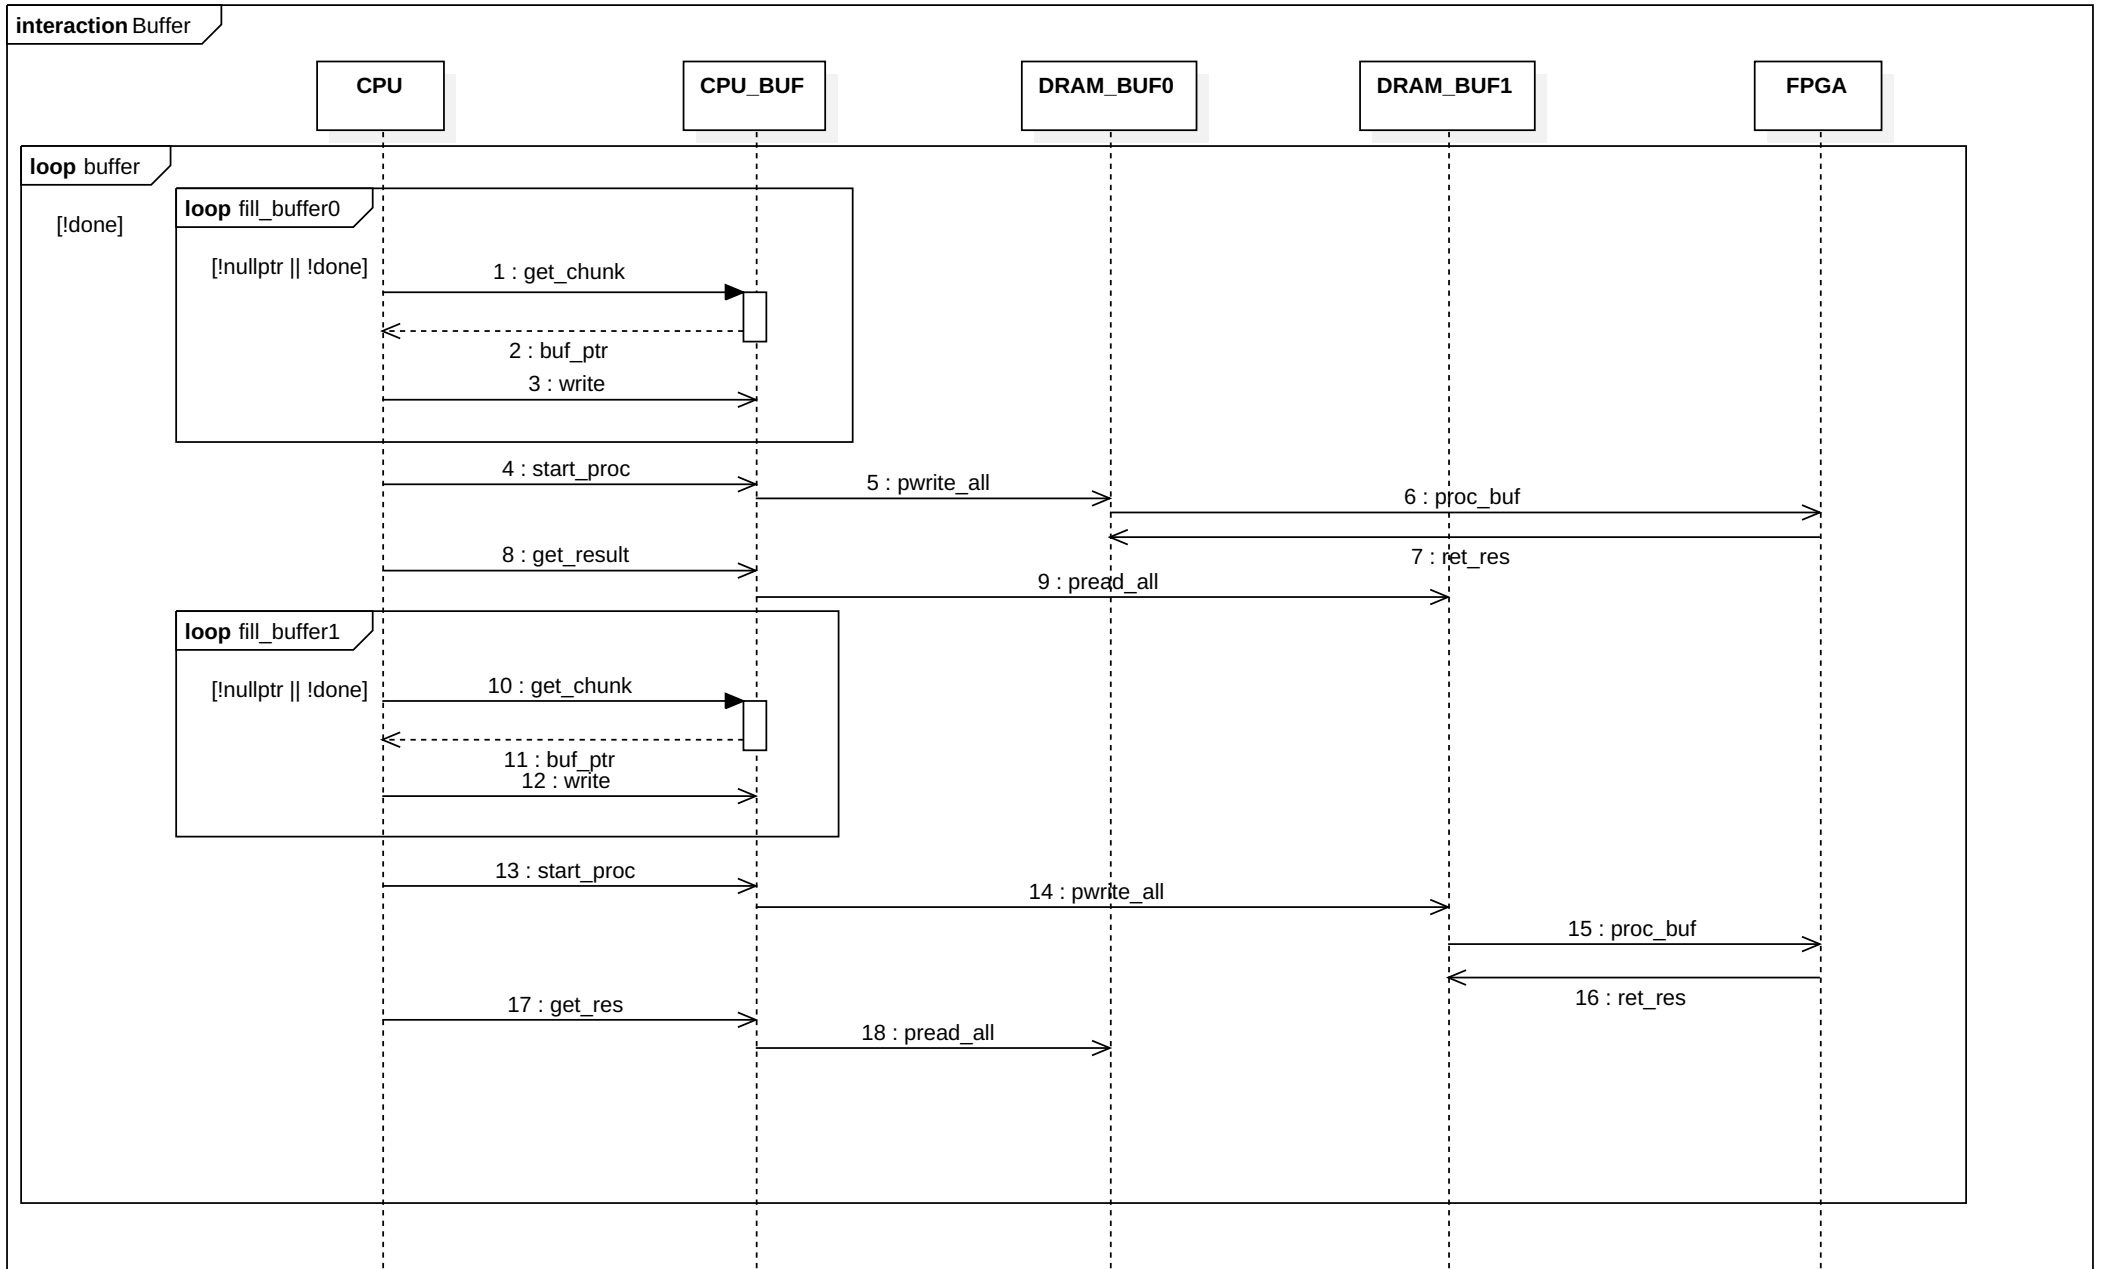 interaction Buffer
CPU
CPU_BUF
DRAM_BUF0
DRAM_BUF1
FPGA
loop buffer
[!done]
loop fill_buffer0
[!nullptr || !done]
1 : get_chunk
2 : buf_ptr
3 : write
4 : start_proc
5 : pwrite_all
6 : proc_buf
7 : ret_res
8 : get_result
9 : pread_all
loop fill_buffer1
[!nullptr || !done]
10 : get_chunk
11 : buf_ptr
12 : write
13 : start_proc
14 : pwrite_all
15 : proc_buf
16 : ret_res
17 : get_res
18 : pread_all